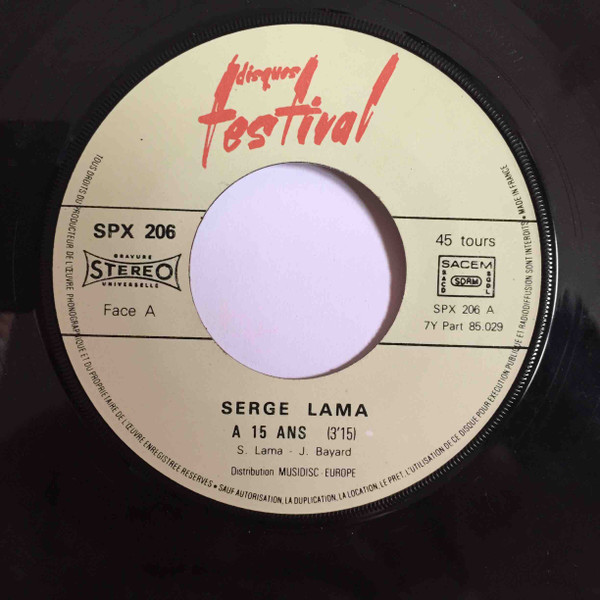 disques
festival
SPX 206
GRAVURE
STEREO
UNIVERSELLE
Face A
45 tours
SACEM
SACD
SDRM
SGDL
SPX 206 A
7Y Part 85.029
SERGE LAMA
A 15 ANS (3'15)
S. Lama - J. Bayard
Distribution MUSIDISC-EUROPE
TOUS DROITS DU PRODUCTEUR DE L'ŒUVRE PHONOGRAPHIQUE ET DU PROPRIETAIRE DE L'ŒUVRE ENREGISTREE RESERVES • SAUF AUTORISATION, LA DUPLICATION, LA LOCATION, LE PRET, L'UTILISATION DE CE DISQUE POUR EXECUTION PUBLIQUE ET RADIODIFFUSION SONT INTERDITS • MADE IN FRANCE